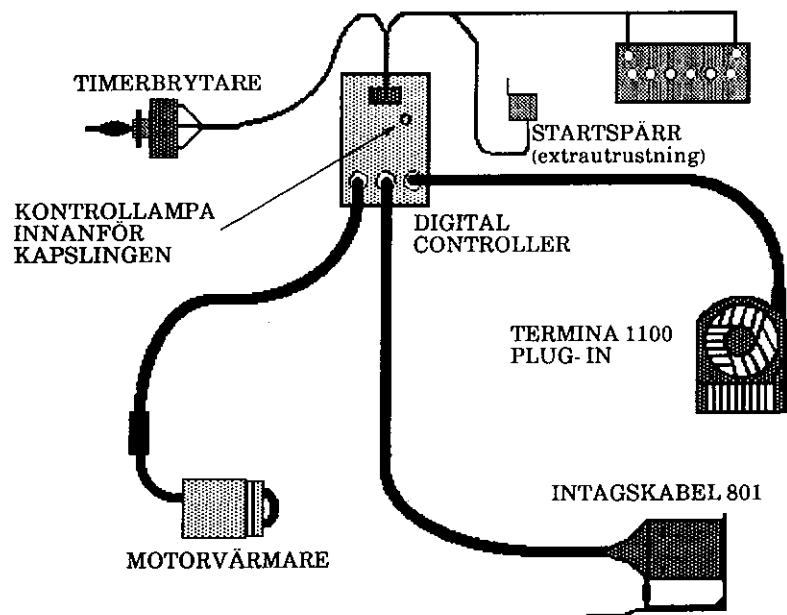 TIMERBRYTARE
STARTSPÄRR
(extrautrustning)
KONTROLLAMPA
INNANFÖR
KAPSLINGEN
DIGITAL
CONTROLLER
TERMINA 1100
PLUG-IN
INTAGSKABEL 801
MOTORVÄRMARE